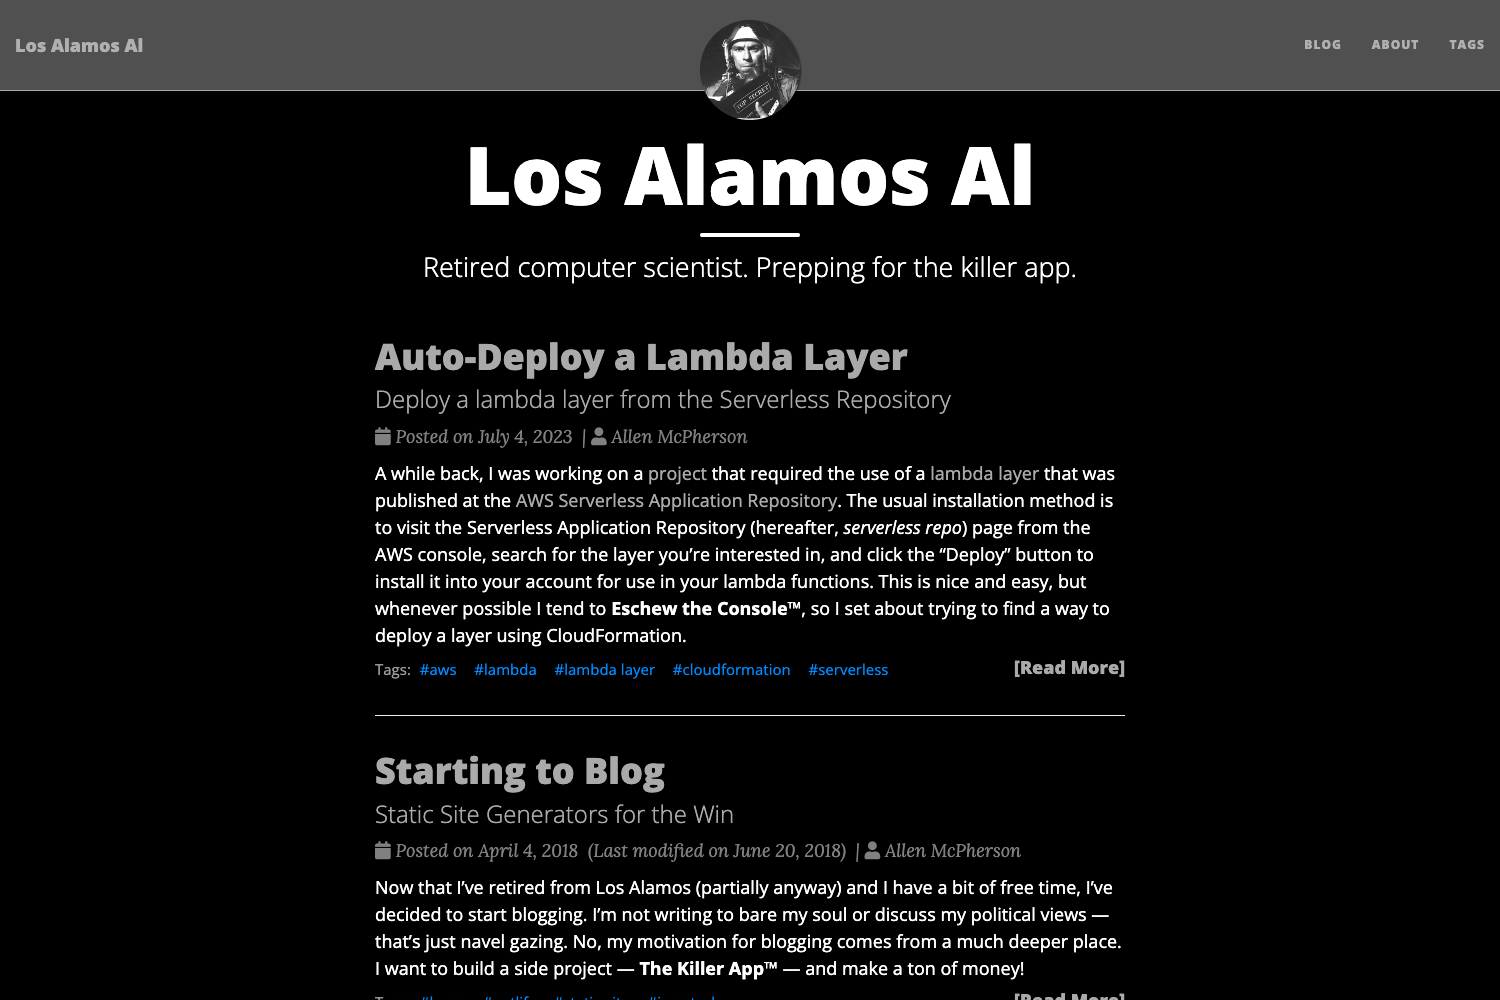 Los Alamos Al
BLOG ABOUT TAGS
TOP SECRET
Los Alamos Al
Retired computer scientist. Prepping for the killer app.
Auto-Deploy a Lambda Layer
Deploy a lambda layer from the Serverless Repository
Posted on July 4, 2023 | Allen McPherson
A while back, I was working on a project that required the use of a lambda layer that was
published at the AWS Serverless Application Repository. The usual installation method is
to visit the Serverless Application Repository (hereafter, serverless repo) page from the
AWS console, search for the layer you’re interested in, and click the “Deploy” button to
install it into your account for use in your lambda functions. This is nice and easy, but
whenever possible I tend to Eschew the Console™, so I set about trying to find a way to
deploy a layer using CloudFormation.
Tags: #aws #lambda #lambda layer #cloudformation #serverless [Read More]
Starting to Blog
Static Site Generators for the Win
Posted on April 4, 2018 (Last modified on June 20, 2018) | Allen McPherson
Now that I’ve retired from Los Alamos (partially anyway) and I have a bit of free time, I’ve
decided to start blogging. I’m not writing to bare my soul or discuss my political views —
that’s just navel gazing. No, my motivation for blogging comes from a much deeper place.
I want to build a side project — The Killer App™ — and make a ton of money!
[Read More]